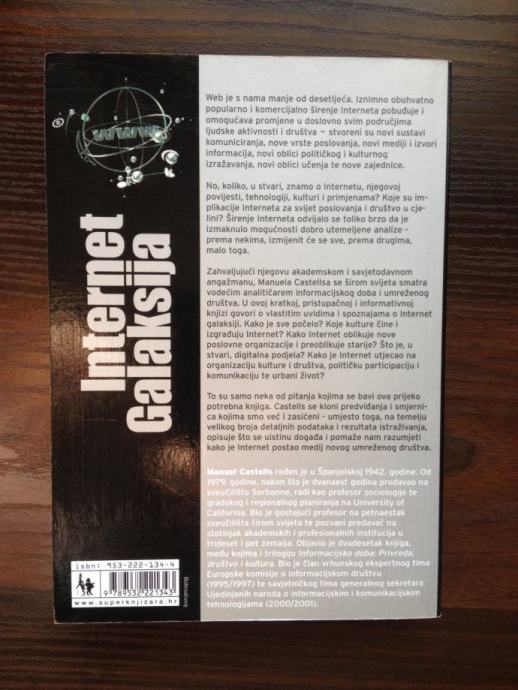 WWW
Internet
Galaksija
Web je s nama manje od desetljeća. Iznimno obuhvatno
popularno i komercijalno širenje Interneta pobuđuje i
omogućava promjene u doslovno svim područjima
ljudske aktivnosti i društva – stvoreni su novi sustavi
komuniciranja, nove vrste poslovanja, novi mediji i izvori
informacija, novi oblici političkog i kulturnog
izražavanja, novi oblici učenja te nove zajednice.
No, koliko, u stvari, znamo o Internetu, njegovoj
povijesti, tehnologiji, kulturi i primjenama? Koje su im-
plikacije Interneta za svijet poslovanja i društvo u cje-
lini? Širenje Interneta odvijalo se toliko brzo da je
izmaknulo mogućnosti dobro utemeljene analize -
prema nekima, izmijenit će se sve, prema drugima,
malo toga.
Zahvaljujući njegovu akademskom i savjetodavnom
angažmanu, Manuela Castellsa se širom svijeta smatra
vodećim analitičarem informacijskog doba i umreženog
društva. U ovoj kratkoj, pristupačnoj i informativnoj
knjizi govori o vlastitim uvidima i spoznajama o Internet
galaksiji. Kako je sve počelo? Koje kulture čine i
izgrađuju Internet? Kako Internet oblikuje nove
poslovne organizacije i preoblikuje starije? Što je, u
stvari, digitalna podjela? Kako je Internet utjecao na
organizaciju kulture i društva, političku participaciju i
komunikaciju te urbani život?
To su samo neka od pitanja kojima se bavi ova prijeko
potrebna knjiga. Castells se kloni predviđanja i smjerni-
ca kojima smo već i zasićeni - umjesto toga, na temelju
velikog broja detaljnih podataka i rezultata istraživanja,
opisuje što se uistinu događa i pomaže nam razumjeti
kako je Internet postao medij novog umreženog društva.
Manuel Castells rođen je u Španjolskoj 1942. godine. Od
1979. godine, nakon što je dvanaest godina predavao na
sveučilištu Sorbonne, radi kao profesor sociologije te
gradskog i regionalnog planiranja na University of
California. Bio je gostujući profesor na petnaestak
sveučilišta širom svijeta te pozvani predavač na
stotinjak akademskih i profesionalnih institucija u
trideset i pet zemalja. Objavio je dvadesetak knjiga,
među kojima i trilogiju Informacijsko doba: Privreda,
društvo i kultura. Bio je član vrhunskog ekspertnog tima
Europske komisije o informacijskom društvu
(1995/1997) te savjetničkog tima generalnog sekretara
Ujedinjenih naroda o informacijskim i komunikacijskim
tehnologijama (2000/2001).
isbn: 953-222-134-4
9 789532 221343
www.superknjizara.hr